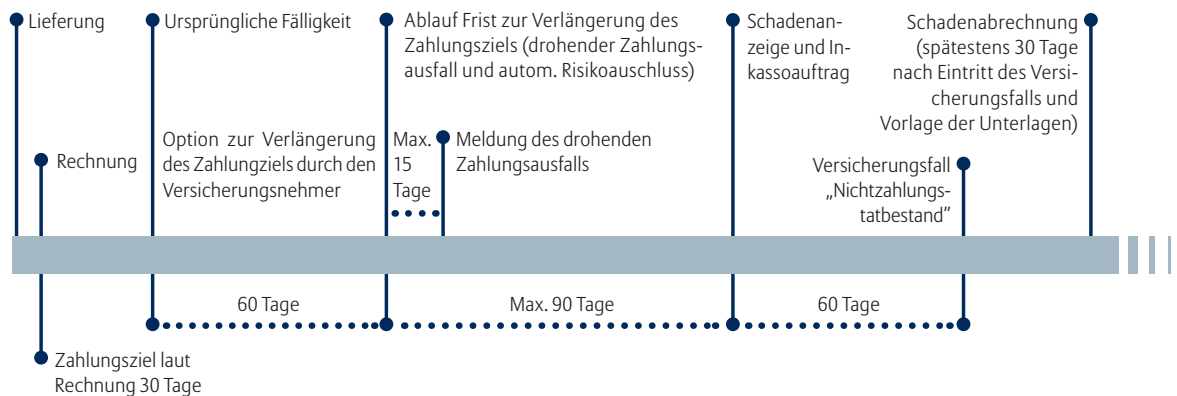 Lieferung
Ursprüngliche Fälligkeit
Ablauf Frist zur Verlängerung des
Zahlungsziels (drohender Zahlungs-
ausfall und autom. Risikoauschluss)
Schadenan-
zeige und In-
kassoauftrag
Schadenabrechnung
(spätestens 30 Tage
nach Eintritt des Versi-
cherungsfalls und
Vorlage der Unterlagen)
Rechnung
Option zur Verlängerung
des Zahlungziels durch den
Versicherungsnehmer
Max.
15
Tage
Meldung des drohenden
Zahlungsausfalls
Versicherungsfall
„Nichtzahlungs-
tatbestand”
60 Tage
Max. 90 Tage
60 Tage
Zahlungsziel laut
Rechnung 30 Tage